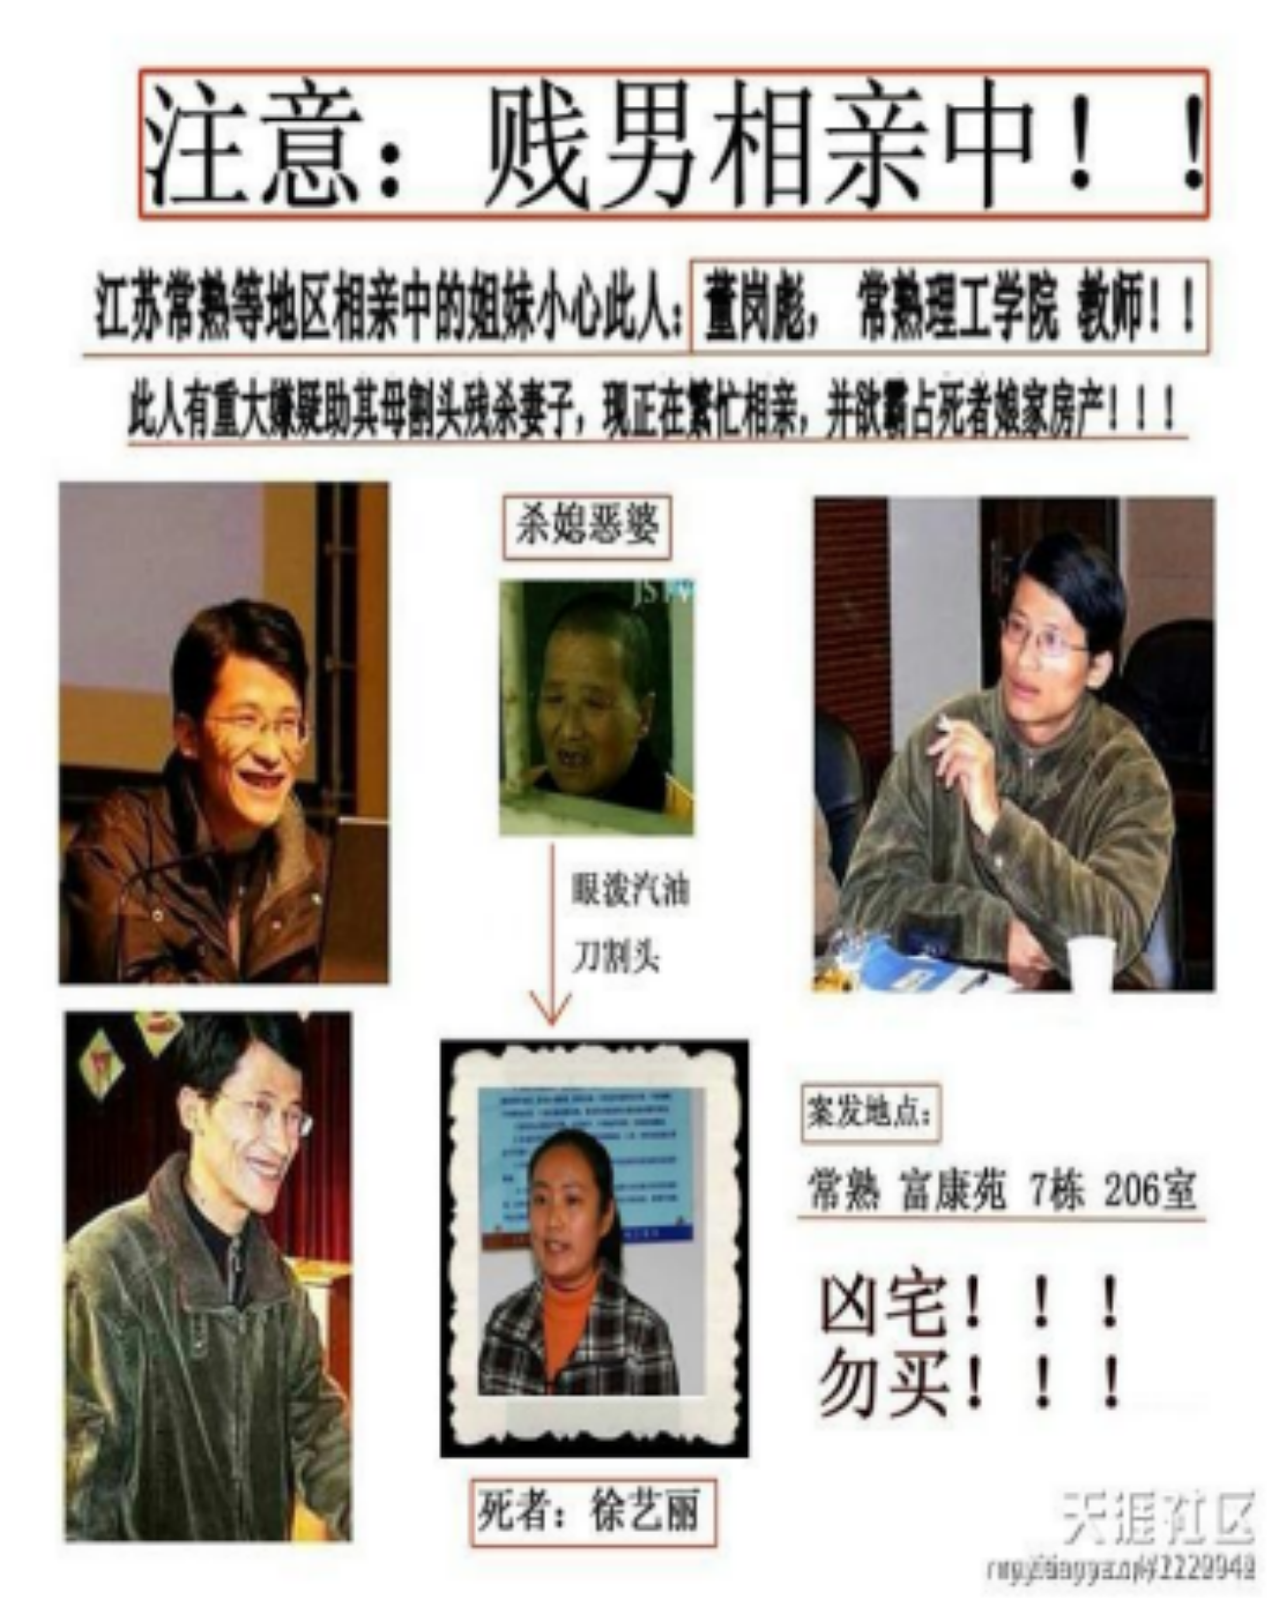 注意：贱男相亲中！！
江苏常熟等地区相亲中的姐妹小心此人：董岗彪， 常熟理工学院 教师！！
此人有重大嫌疑助其母割头残杀妻子，现正在繁忙相亲，并欲霸占死者娘家房产！！！
杀媳恶婆
JSTV
眼泼汽油
刀割头
案发地点：
常熟 富康苑 7栋 206室
凶宅！！！
勿买！！！
死者：徐艺丽
天涯社区